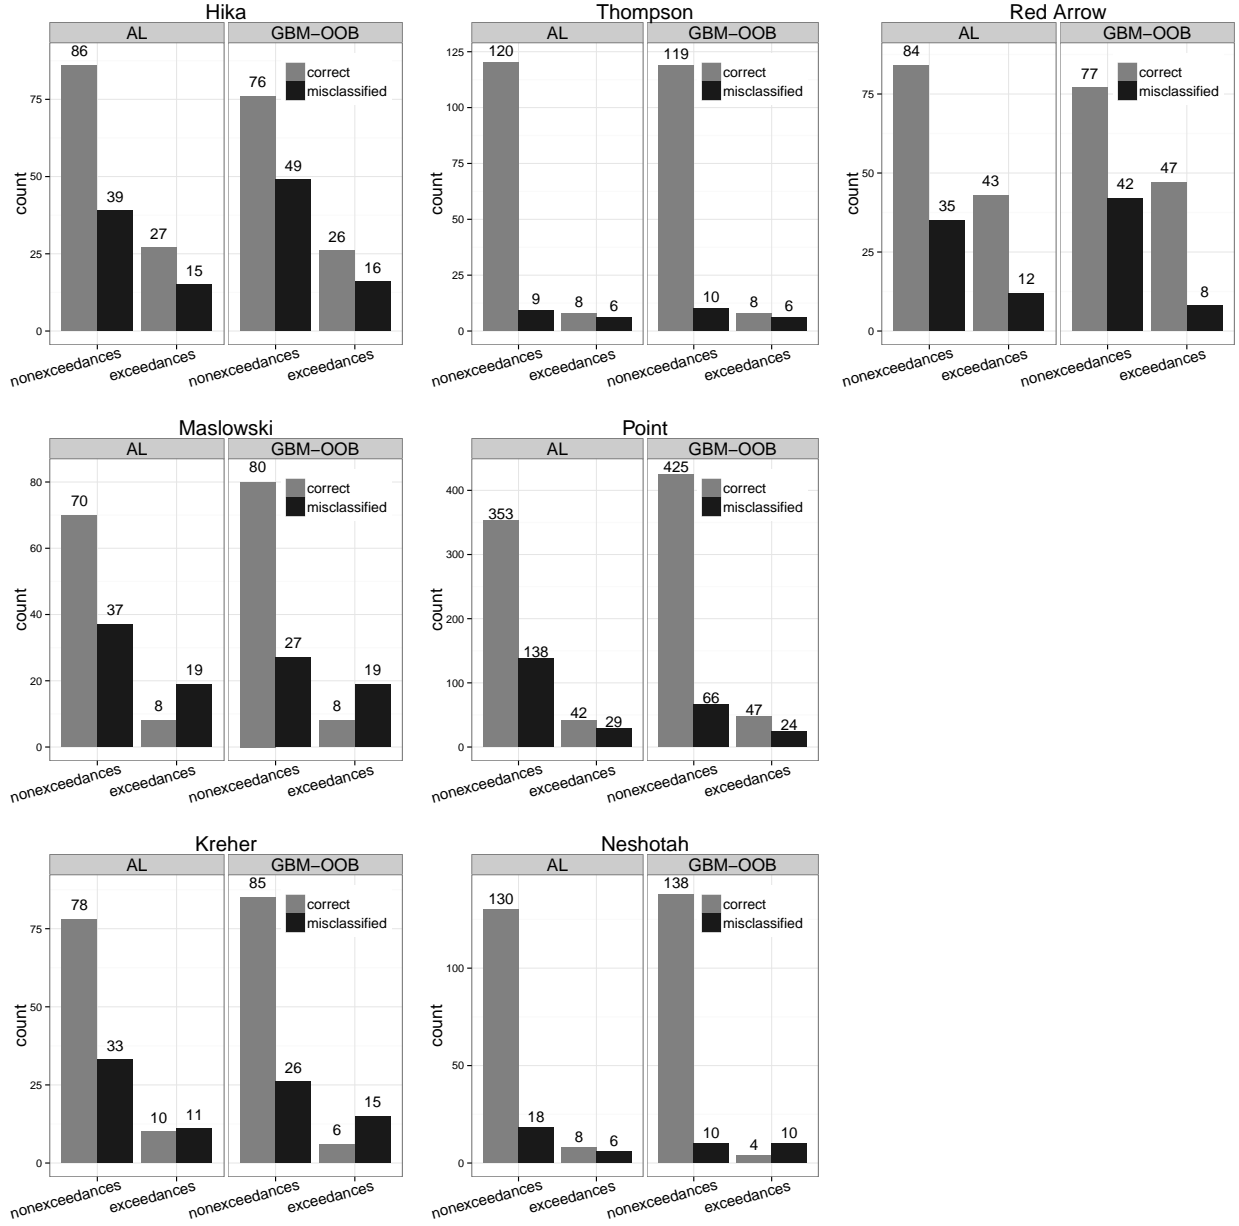 Hika
AL
GBM−OOB
correct
misclassified
86
39
27
15
76
49
26
16
75
50
25
0
count
nonexceedances
exceedances
nonexceedances
exceedances
Thompson
AL
GBM−OOB
correct
misclassified
120
9
8
6
119
10
8
6
125
100
75
50
25
0
count
nonexceedances
exceedances
nonexceedances
exceedances
Red Arrow
AL
GBM−OOB
correct
misclassified
84
35
43
12
77
42
47
8
75
50
25
0
count
nonexceedances
exceedances
nonexceedances
exceedances
Maslowski
AL
GBM−OOB
correct
misclassified
70
37
8
19
80
27
8
19
80
60
40
20
0
count
nonexceedances
exceedances
nonexceedances
exceedances
Point
AL
GBM−OOB
correct
misclassified
353
138
42
29
425
66
47
24
400
300
200
100
0
count
nonexceedances
exceedances
nonexceedances
exceedances
Kreher
AL
GBM−OOB
correct
misclassified
78
33
10
11
85
26
6
15
75
50
25
0
count
nonexceedances
exceedances
nonexceedances
exceedances
Neshotah
AL
GBM−OOB
correct
misclassified
130
18
8
6
138
10
4
10
100
50
0
count
nonexceedances
exceedances
nonexceedances
exceedances